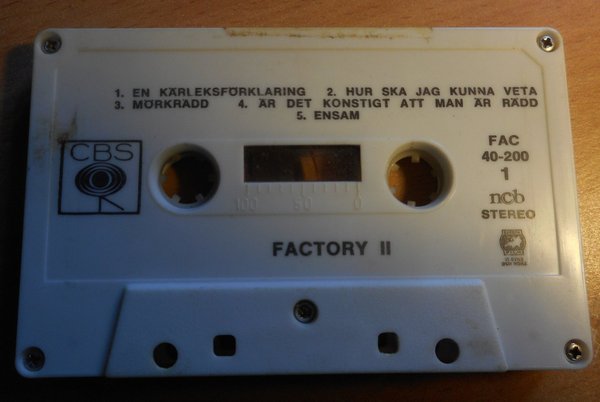 1. EN KÄRLEKSFÖRKLARING 2. HUR SKA JAG KUNNA VETA
3. MÖRKRÄDD 4. ÄR DET KONSTIGT ATT MAN ÄR RÄDD
5. ENSAM
CBS
FAC
40-200
1
ncb
STEREO
100 50 0
FACTORY II